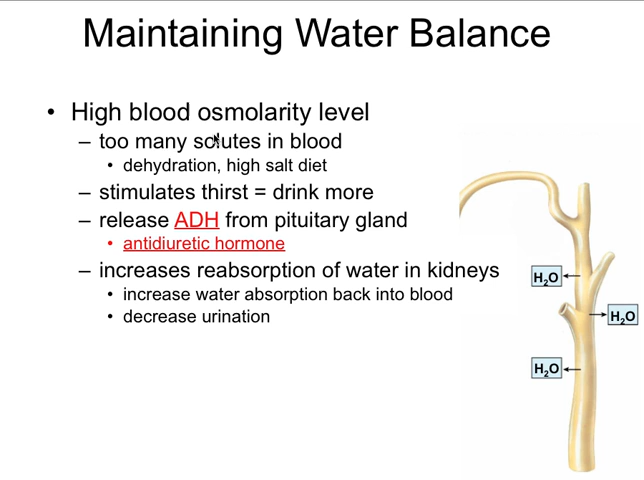 Maintaining Water Balance
• High blood osmolarity level
– too many solutes in blood
• dehydration, high salt diet
– stimulates thirst = drink more
– release ADH from pituitary gland
• antidiuretic hormone
– increases reabsorption of water in kidneys
• increase water absorption back into blood
• decrease urination
H₂O
H₂O
H₂O